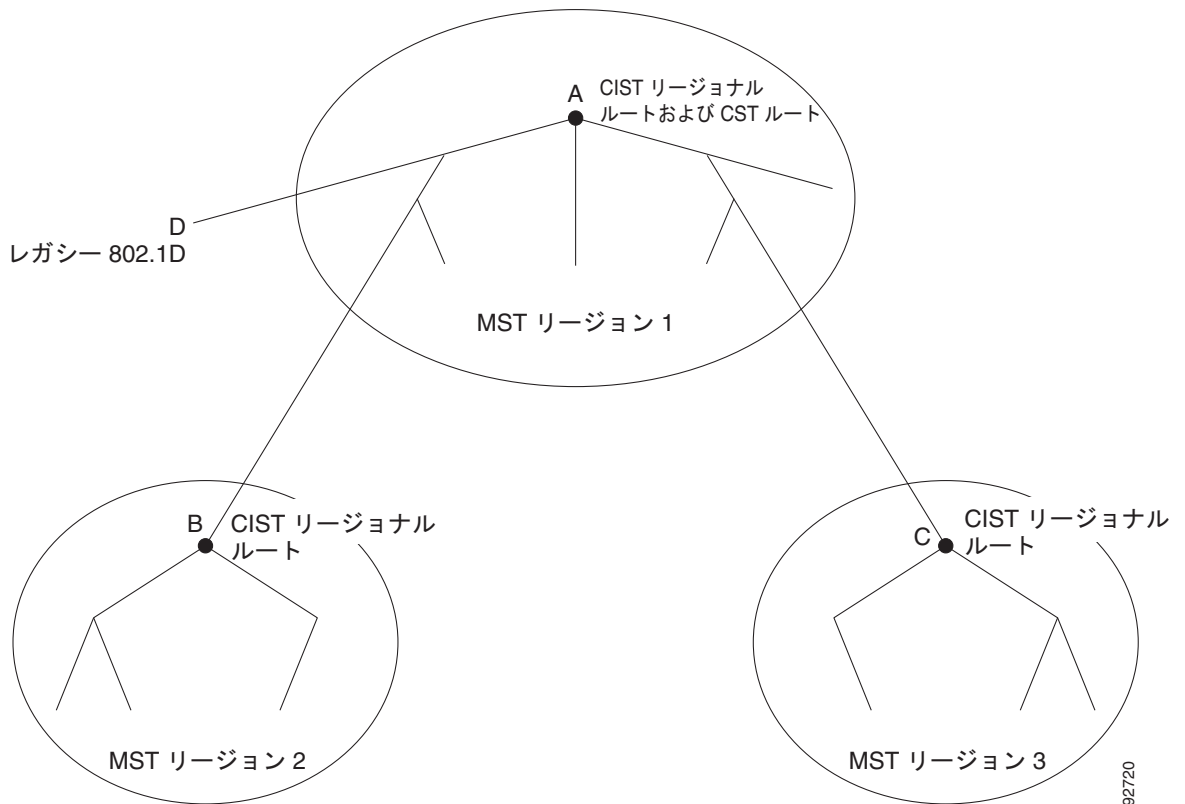 A
CIST リージョナル
ルートおよび CST ルート
D
レガシー 802.1D
MST リージョン 1
B
CIST リージョナル
ルート
C
CIST リージョナル
ルート
MST リージョン 2
MST リージョン 3
92720